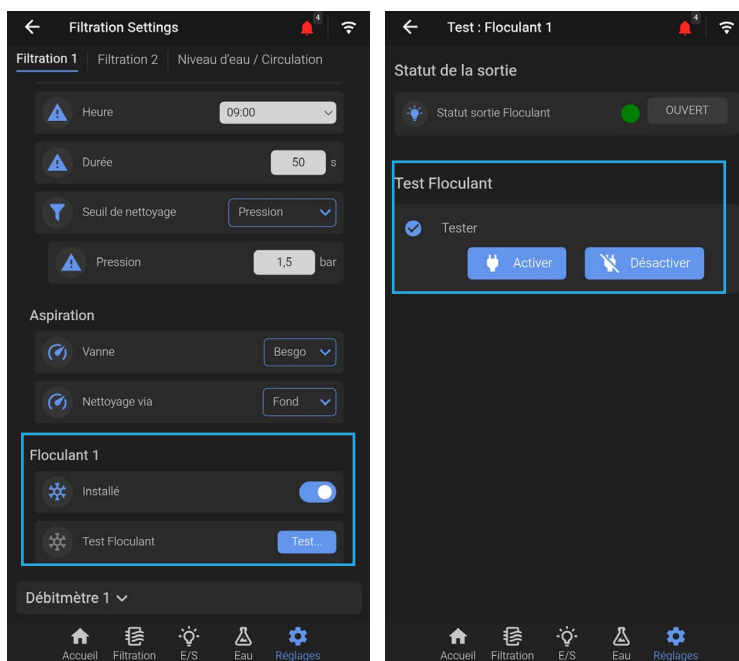 Filtration Settings
4
Filtration 1
Filtration 2
Niveau d'eau / Circulation
Heure
09:00
Durée
50
s
Seuil de nettoyage
Pression
Pression
1,5
bar
Aspiration
Vanne
Besgo
Nettoyage via
Fond
Floculant 1
Installé
Test Floculant
Test...
Débitmètre 1
Accueil
Filtration
E/S
Eau
Réglages
Test : Floculant 1
4
Statut de la sortie
Statut sortie Floculant
OUVERT
Test Floculant
Tester
Activer
Désactiver
Accueil
Filtration
E/S
Eau
Réglages